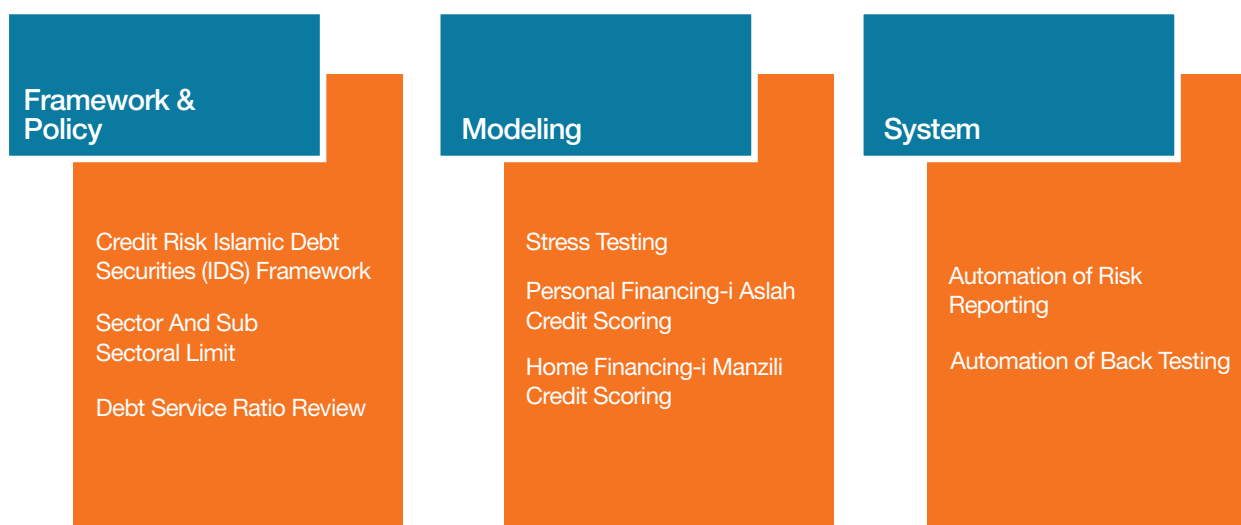 Framework &
Policy
Credit Risk Islamic Debt
Securities (IDS) Framework
Sector And Sub
Sectoral Limit
Debt Service Ratio Review
Modeling
Stress Testing
Personal Financing-i Aslah
Credit Scoring
Home Financing-i Manzili
Credit Scoring
System
Automation of Risk
Reporting
Automation of Back Testing